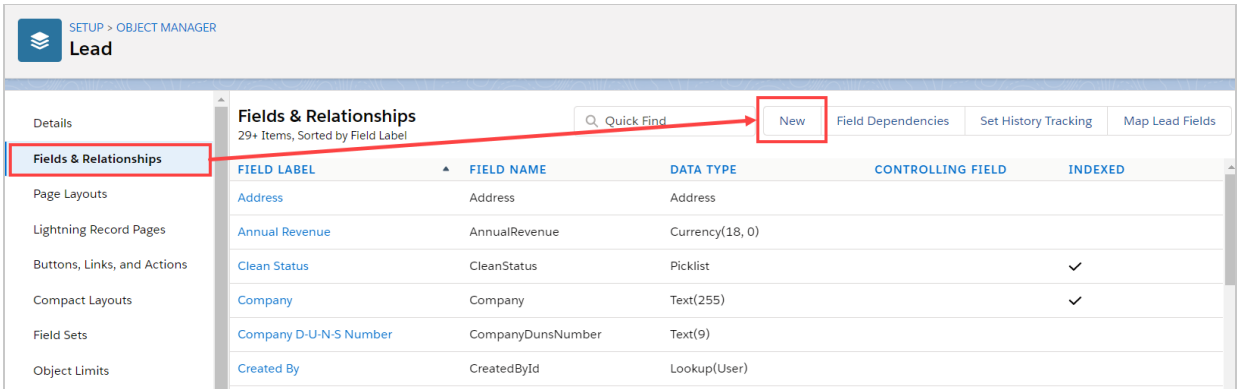 SETUP > OBJECT MANAGER
Lead
Details
Fields & Relationships
Page Layouts
Lightning Record Pages
Buttons, Links, and Actions
Compact Layouts
Field Sets
Object Limits
Fields & Relationships
29+ Items, Sorted by Field Label
Quick Find New Field Dependencies Set History Tracking Map Lead Fields
FIELD LABEL FIELD NAME DATA TYPE CONTROLLING FIELD INDEXED
Address Address Address
Annual Revenue AnnualRevenue Currency(18, 0)
Clean Status CleanStatus Picklist
Company Company Text(255)
Company D-U-N-S Number CompanyDunsNumber Text(9)
Created By CreatedById Lookup(User)